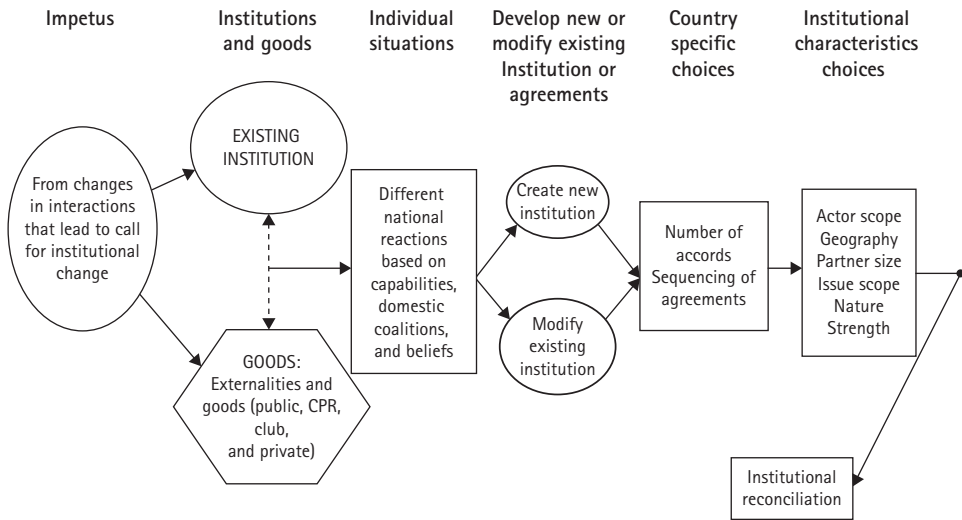 Impetus
Institutions
and goods
Individual
situations
Develop new or
modify existing
Institution or
agreements
Country
specific
choices
Institutional
characteristics
choices
From changes
in interactions
that lead to call
for institutional
change
EXISTING
INSTITUTION
GOODS:
Externalities and
goods (public, CPR,
club,
and private)
Different
national
reactions
based on
capabilities,
domestic
coalitions,
and beliefs
Create new
institution
Modify
existing
institution
Number of
accords
Sequencing of
agreements
Actor scope
Geography
Partner size
Issue scope
Nature
Strength
Institutional
reconciliation